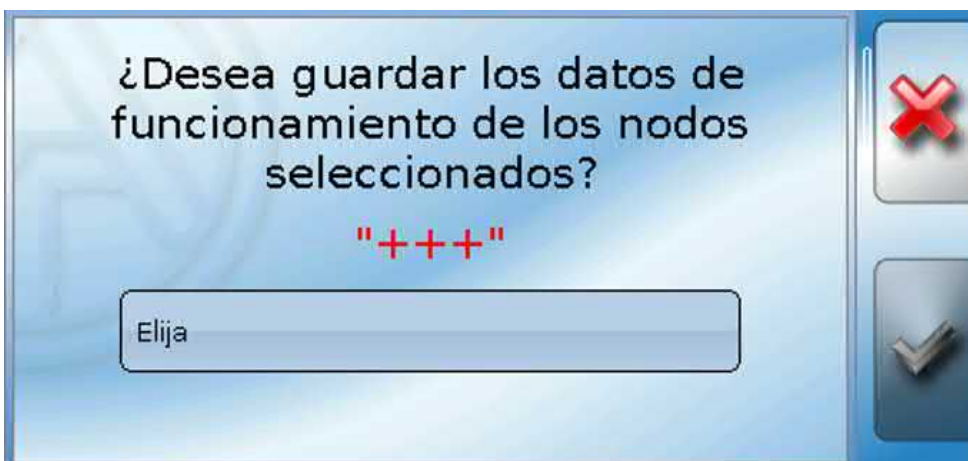 ¿Desea guardar los datos de
funcionamiento de los nodos
seleccionados?
"+++"
Elija